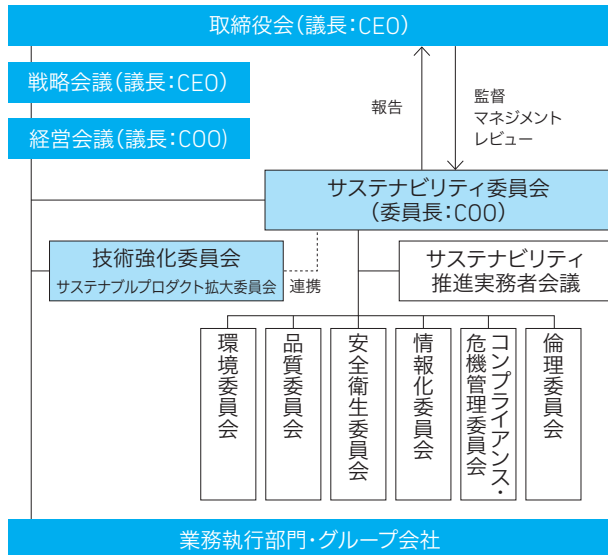 取締役会(議長:CEO)
戦略会議(議長:CEO)
経営会議(議長:COO)
報告
監督
マネジメント
レビュー
サステナビリティ委員会
(委員長:COO)
技術強化委員会
サステナブルプロダクト拡大委員会
連携
サステナビリティ
推進実務者会議
環境委員会
品質委員会
安全衛生委員会
情報化委員会
コンプライアンス・
危機管理委員会
倫理委員会
業務執行部門・グループ会社